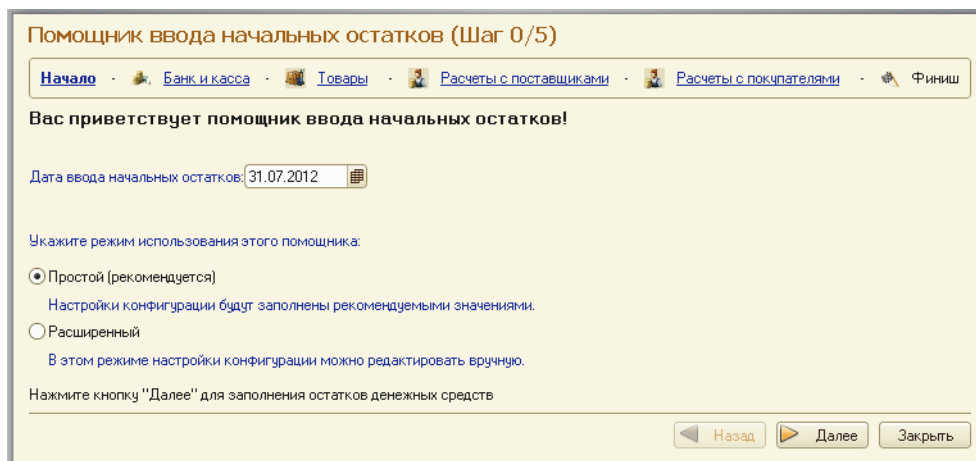 Помощник ввода начальных остатков (Шаг 0/5)
Начало · Банк и касса · Товары · Расчеты с поставщиками · Расчеты с покупателями · Финиш
Вас приветствует помощник ввода начальных остатков!
Дата ввода начальных остатков: 31.07.2012
Укажите режим использования этого помощника:
Простой (рекомендуется)
Настройки конфигурации будут заполнены рекомендуемыми значениями.
Расширенный
В этом режиме настройки конфигурации можно редактировать вручную.
Нажмите кнопку "Далее" для заполнения остатков денежных средств
Назад Далее Закрыть